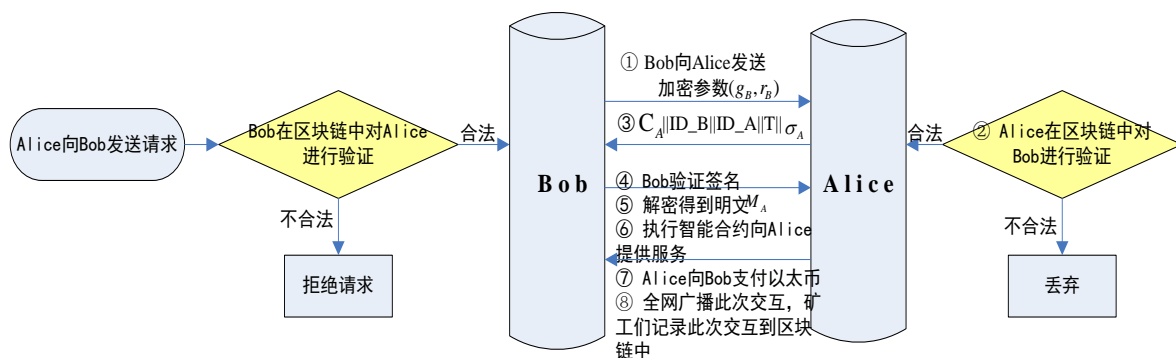 Alice向Bob发送请求
Bob在区块链中对Alice
进行验证
合法
不合法
拒绝请求
Bob
① Bob向Alice发送
加密参数(g_B,r_B)
③ C_A||ID_B||ID_A||T||σ_A
④ Bob验证签名
⑤ 解密得到明文M_A
⑥ 执行智能合约向Alice
提供服务
⑦ Alice向Bob支付以太币
⑧ 全网广播此次交互，矿
工们记录此次交互到区块
链中
Alice
合法
② Alice在区块链中对
Bob进行验证
不合法
丢弃